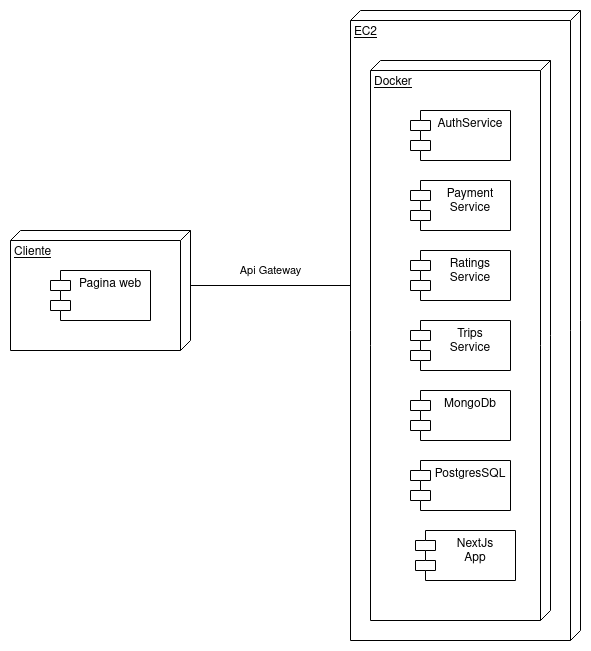 EC2
Docker
AuthService
Payment
Service
Ratings
Service
Trips
Service
MongoDb
PostgresSQL
NextJs
App
Cliente
Pagina web
Api Gateway